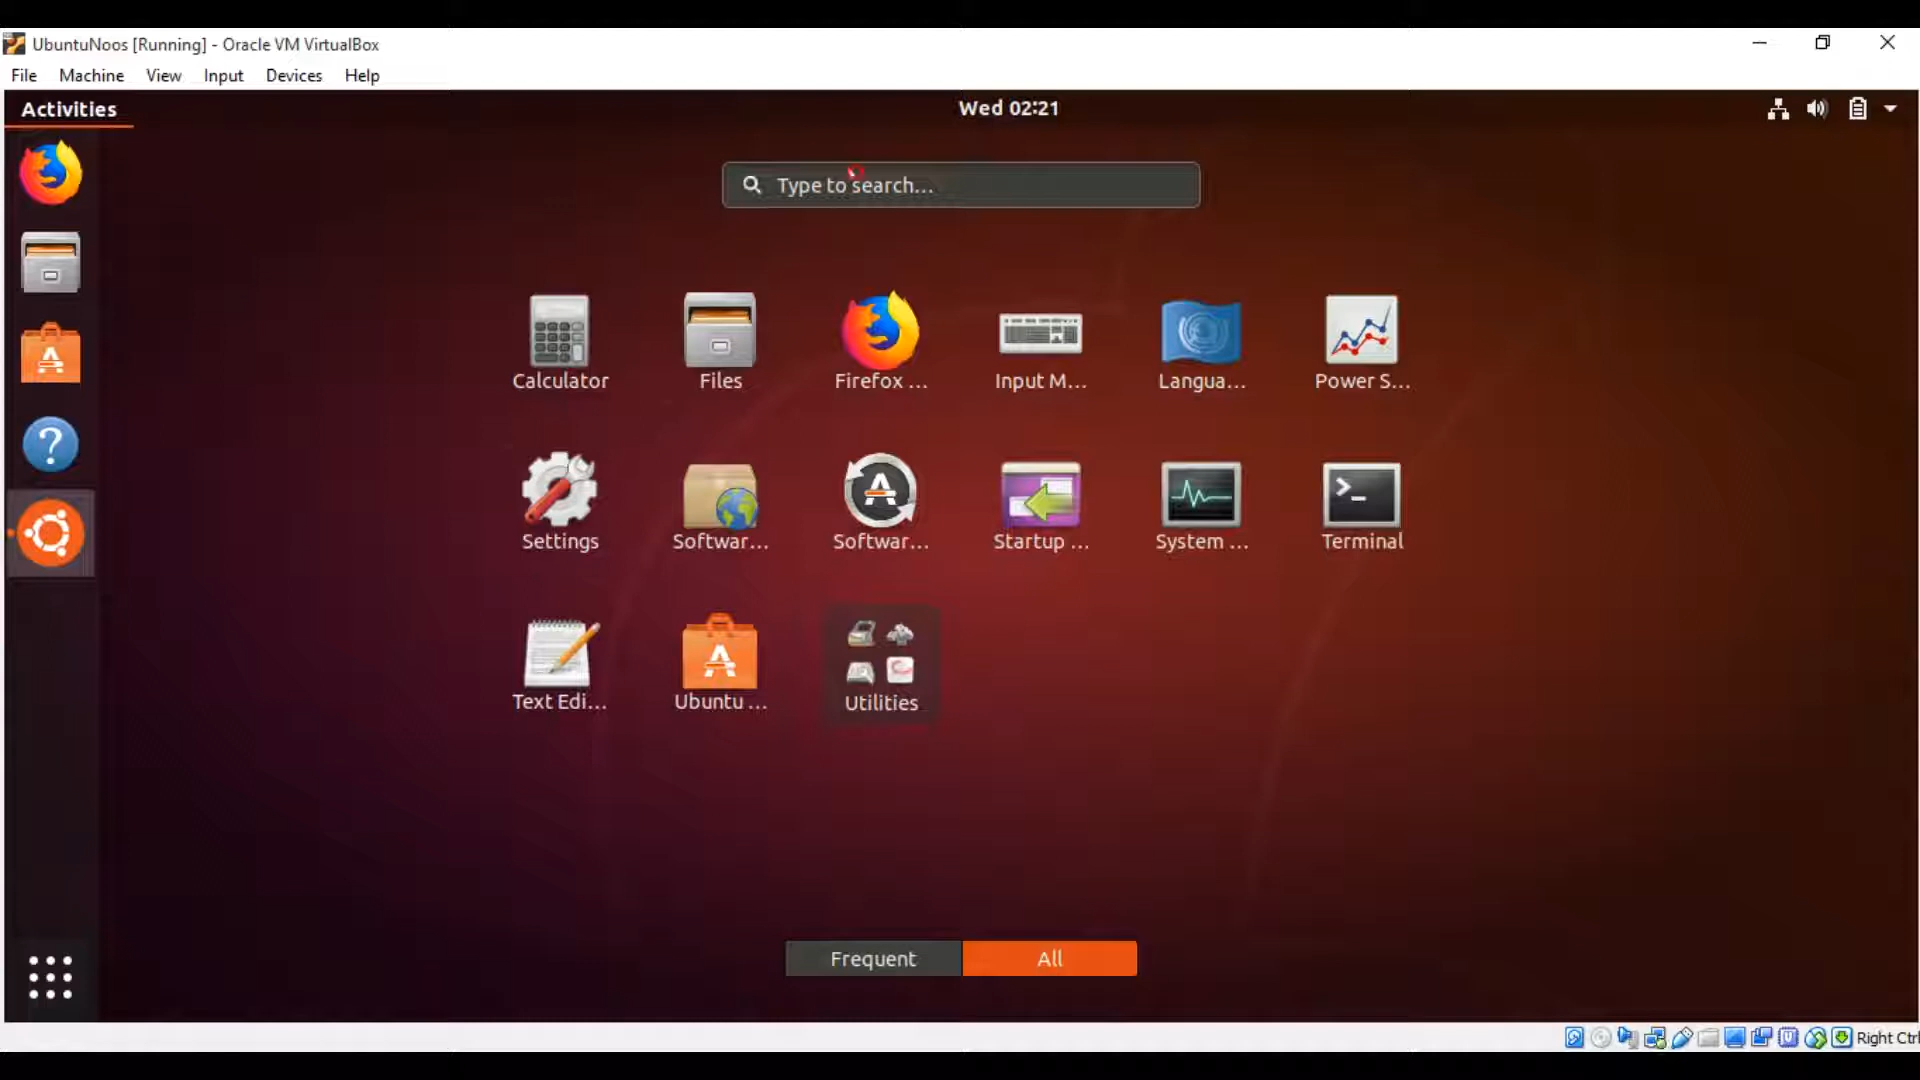 UbuntuNoos [Running] - Oracle VM VirtualBox
File Machine View Input Devices Help
Activities Wed 02:21
Type to search...
Calculator Files Firefox ... Input M... Langua... Power S...
Settings Softwar... Softwar... Startup ... System ... Terminal
Text Edi... Ubuntu ... Utilities
Frequent All
Right Ctrl